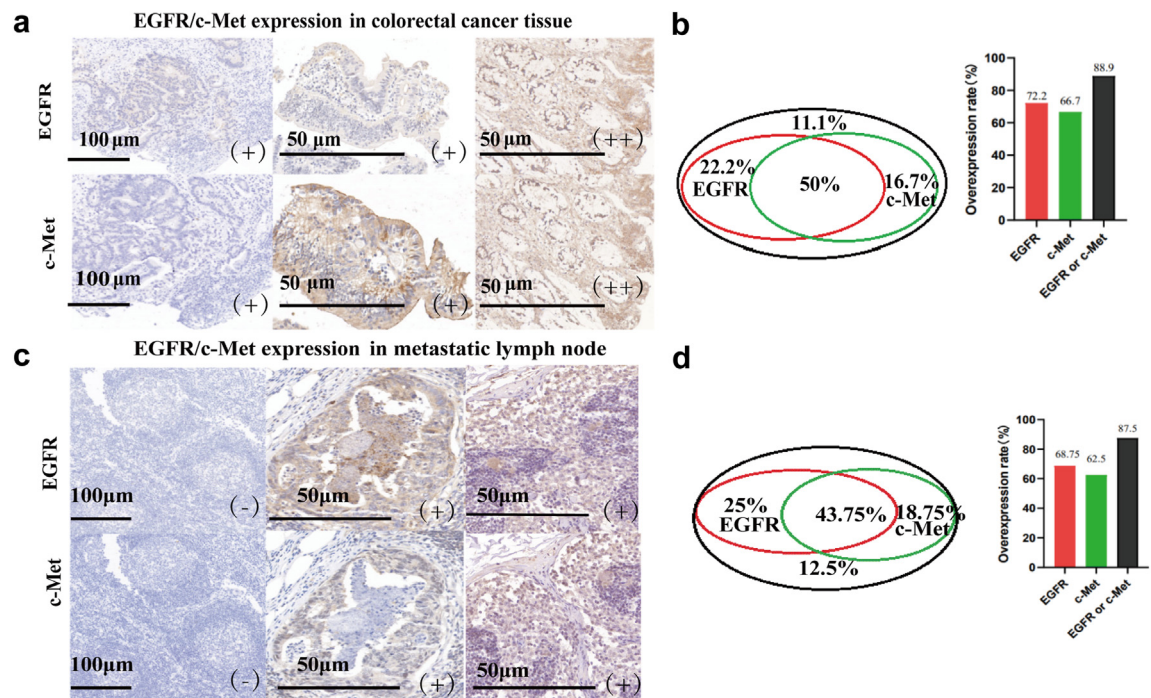 a
EGFR/c-Met expression in colorectal cancer tissue
EGFR
100 μm
(+)
50 μm
(+)
50 μm
(++)
c-Met
100 μm
(+)
50 μm
(+)
50 μm
(++)
b
11.1%
22.2%
EGFR
50%
16.7%
c-Met
Overexpression rate(%)
100
80
60
40
20
0
72.2
66.7
88.9
EGFR
c-Met
EGFR or c-Met
c
EGFR/c-Met expression in metastatic lymph node
EGFR
100μm
(-)
50μm
(+)
50μm
(+)
c-Met
100μm
(-)
50μm
(+)
50μm
(+)
d
25%
EGFR
43.75%
18.75%
c-Met
12.5%
Overexpression rate(%)
100
80
60
40
20
0
68.75
62.5
87.5
EGFR
c-Met
EGFR or c-Met